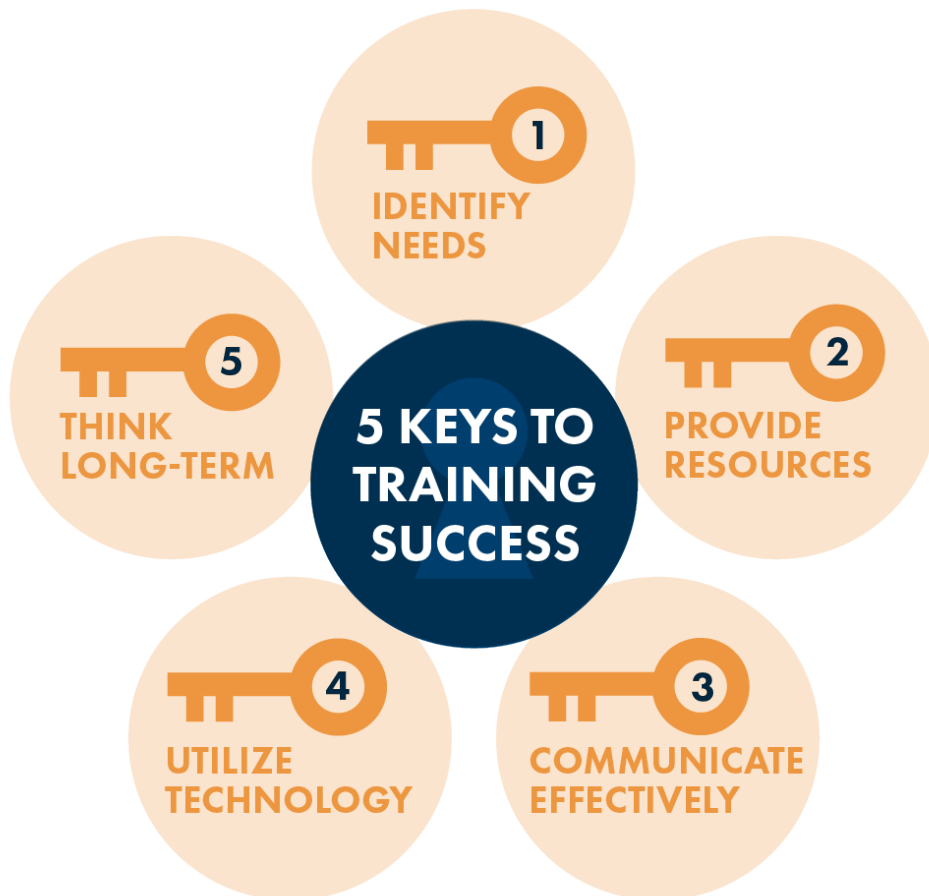 5 KEYS TO
TRAINING
SUCCESS
1
IDENTIFY
NEEDS
2
PROVIDE
RESOURCES
3
COMMUNICATE
EFFECTIVELY
4
UTILIZE
TECHNOLOGY
5
THINK
LONG-TERM